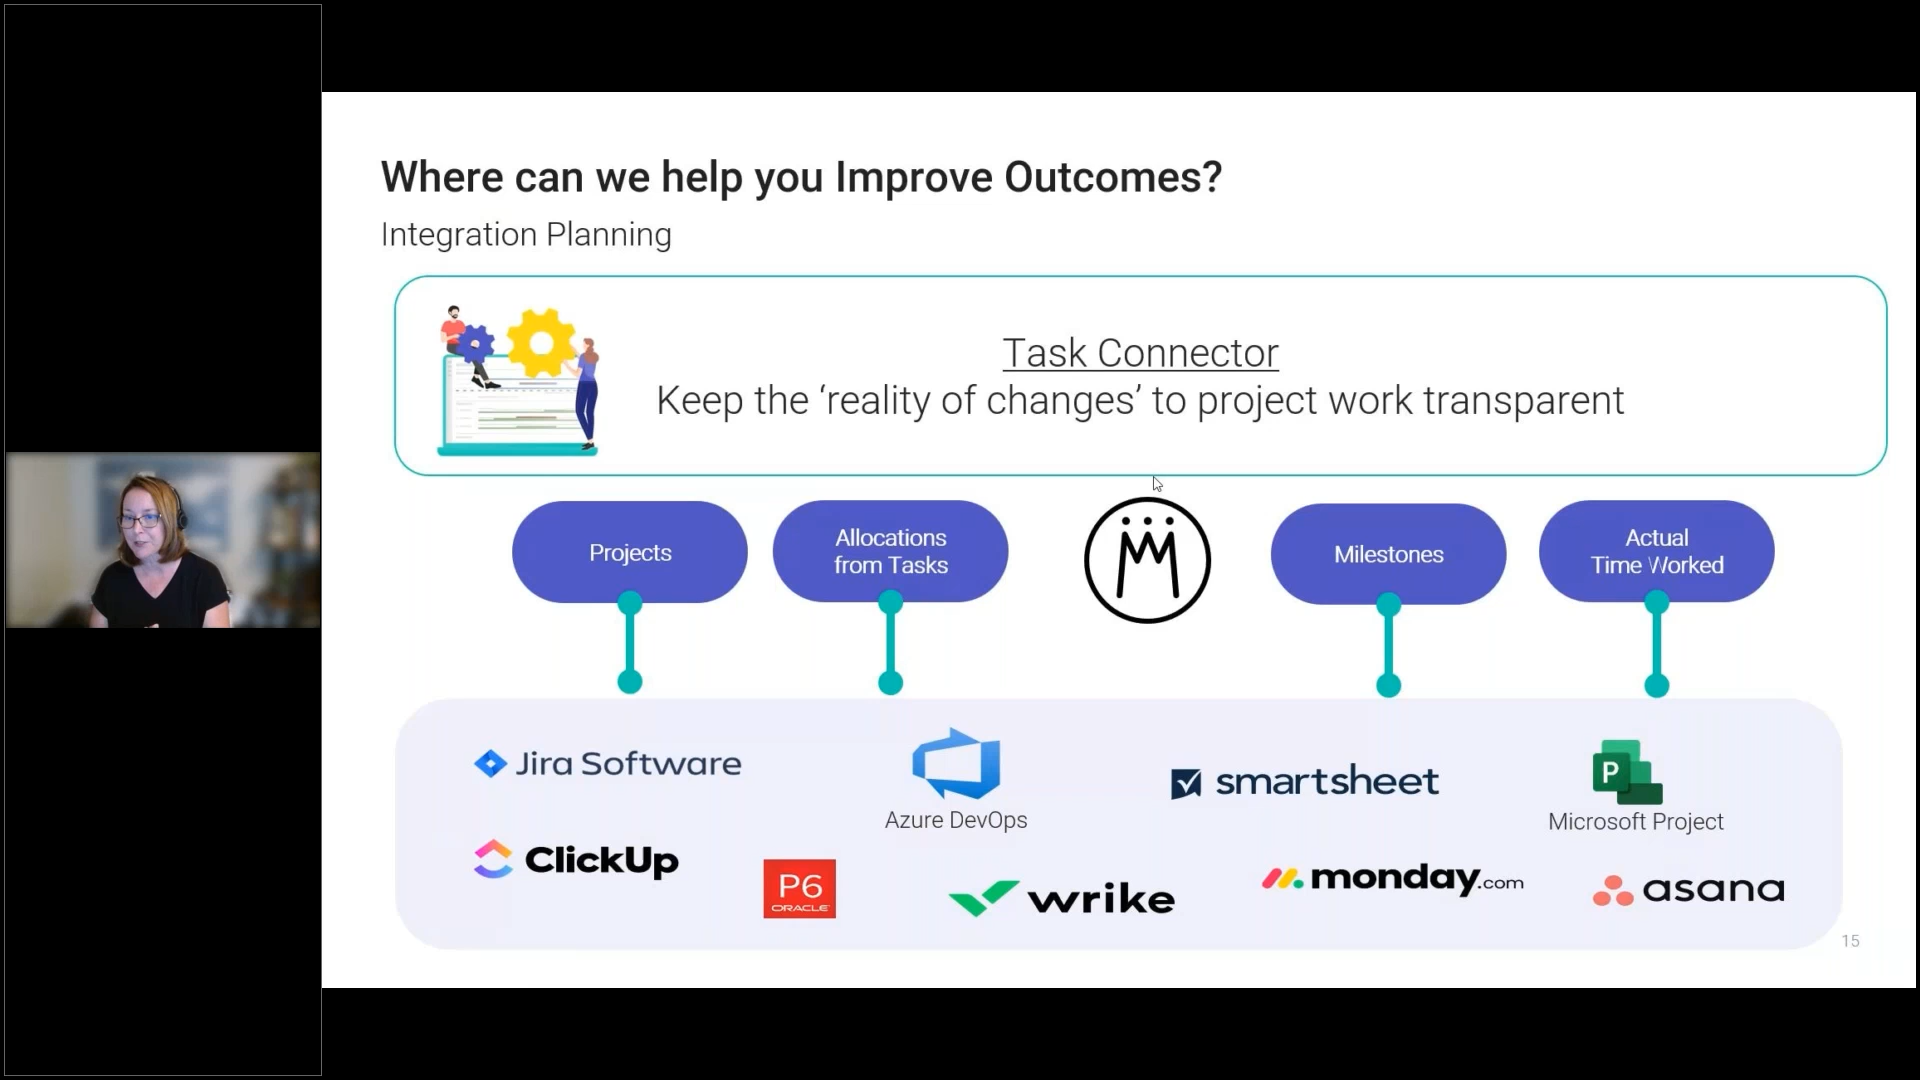 Where can we help you Improve Outcomes?
Integration Planning
Task Connector
Keep the ‘reality of changes’ to project work transparent
Projects
Allocations
from Tasks
Milestones
Actual
Time Worked
Jira Software
Azure DevOps
smartsheet
P
Microsoft Project
ClickUp
P6
ORACLE
wrike
monday.com
asana
15